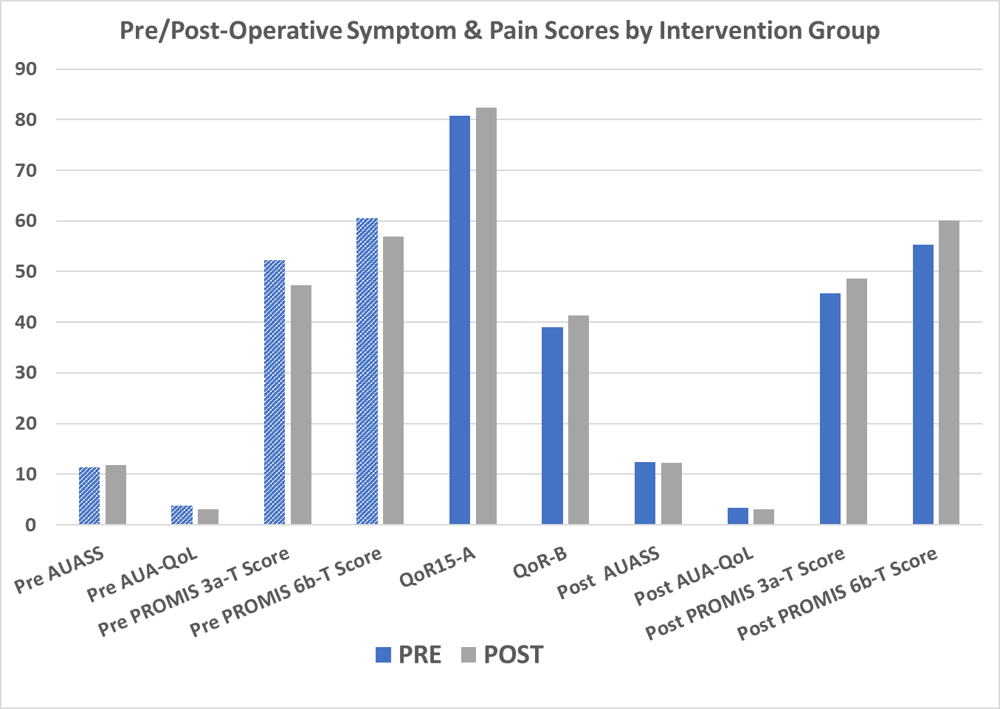 Pre/Post-Operative Symptom & Pain Scores by Intervention Group
90
80
70
60
50
40
30
20
10
0
Pre AUASS
Pre AUA-QoL
Pre PROMIS 3a-T Score
Pre PROMIS 6b-T Score
QoR15-A
QoR-B
Post  AUASS
Post AUA-QoL
Post PROMIS 3a-T Score
Post PROMIS 6b-T Score
PRE
POST